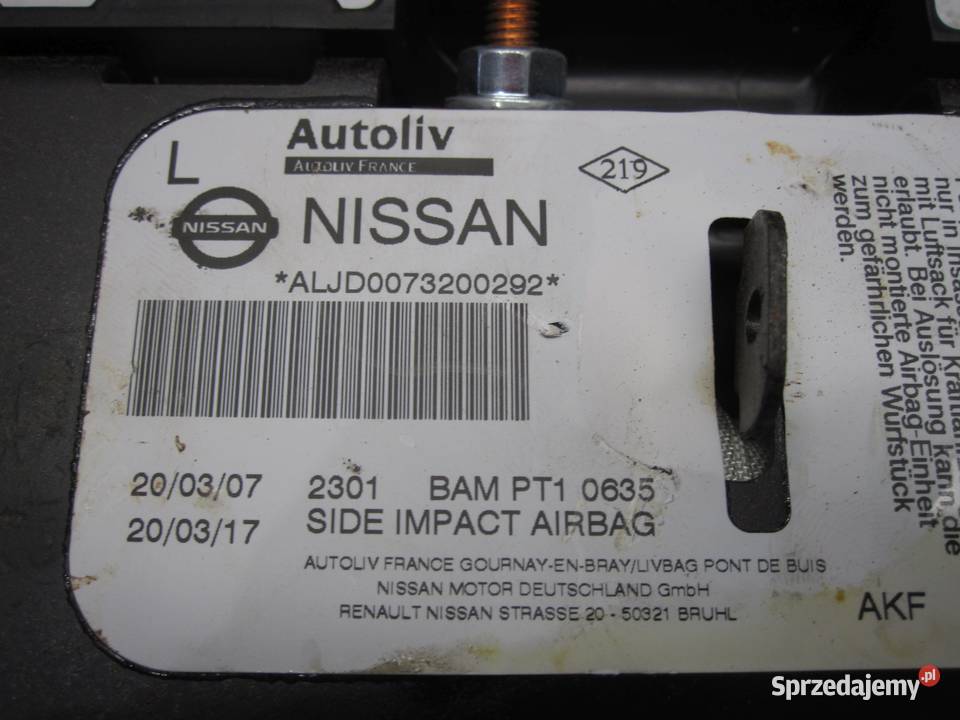 L
Autoliv
AUTOLIV FRANCE
219
NISSAN
NISSAN
*ALJD0073200292*
20/03/07 2301 BAM PT1 0635
20/03/17 SIDE IMPACT AIRBAG
AUTOLIV FRANCE GOURNAY-EN-BRAY/LIVBAG PONT DE BUIS
NISSAN MOTOR DEUTSCHLAND GmbH
RENAULT NISSAN STRASSE 20 - 50321 BRUHL
AKF
nur in
mit Luftsack für
erlaubt. Bei Auslösung kann die
nicht montierte Airbag-Einheit
zum gefährlichen Wurfstück
werden.
Sprzedajemy.pl